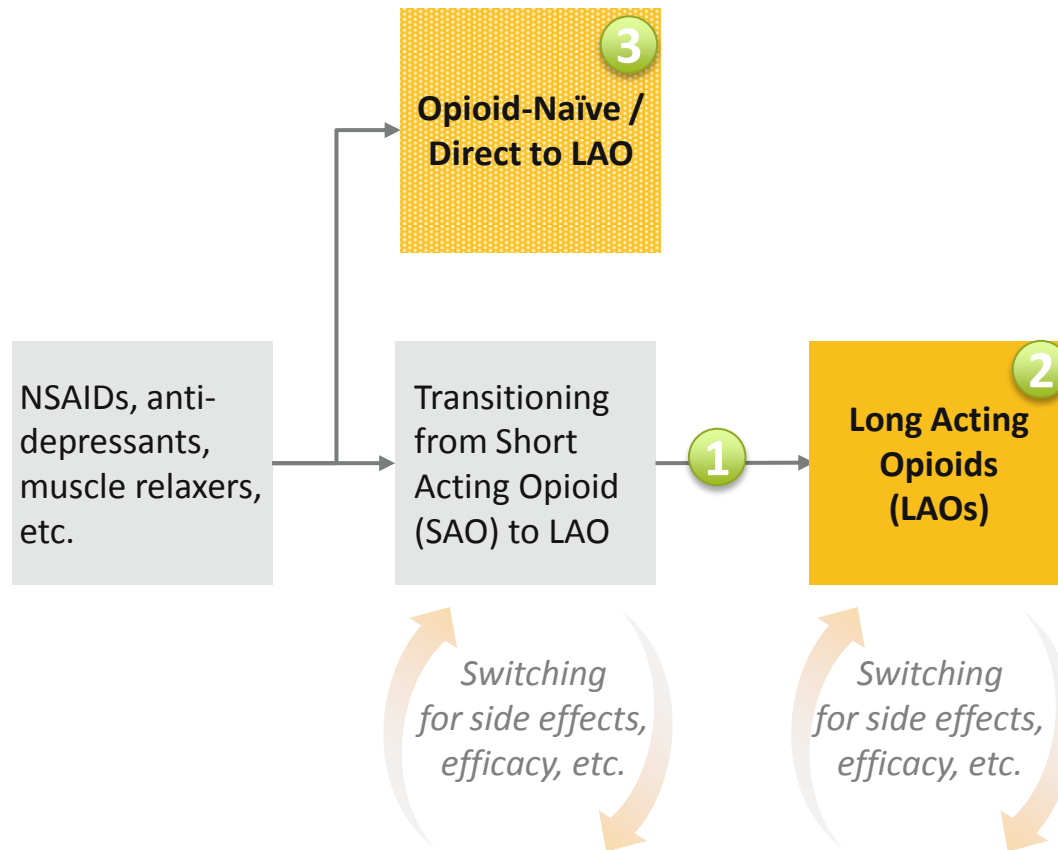 3
Opioid-Naïve /
Direct to LAO
NSAIDs, anti-
depressants,
muscle relaxers,
etc.
Transitioning
from Short
Acting Opioid
(SAO) to LAO
1
2
Long Acting
Opioids
(LAOs)
Switching
for side effects,
efficacy, etc.
Switching
for side effects,
efficacy, etc.